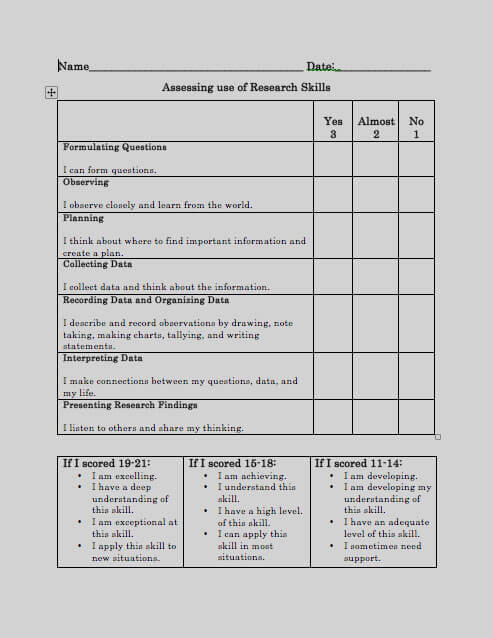 Name______________________________________ Date:_________________
Assessing use of Research Skills
Yes Almost No
3 2 1
Formulating Questions
I can form questions.
Observing
I observe closely and learn from the world.
Planning
I think about where to find important information and
create a plan.
Collecting Data
I collect data and think about the information.
Recording Data and Organizing Data
I describe and record observations by drawing, note
taking, making charts, tallying, and writing
statements.
Interpreting Data
I make connections between my questions, data, and
my life.
Presenting Research Findings
I listen to others and share my thinking.
If I scored 19-21:
• I am excelling.
• I have a deep
understanding of
this skill.
• I am exceptional at
this skill.
• I apply this skill to
new situations.
If I scored 15-18:
• I am achieving.
• I understand this
skill.
• I have a high level
of this skill.
• I can apply this
skill in most
situations.
If I scored 11-14:
• I am developing.
• I am developing my
understanding of
this skill.
• I have an adequate
level of this skill.
• I sometimes need
support.